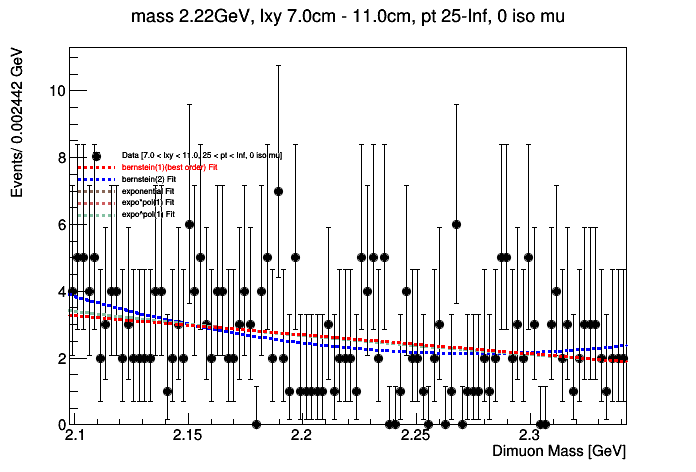 mass 2.22GeV, lxy 7.0cm - 11.0cm, pt 25-Inf, 0 iso mu
Events/ 0.002442 GeV
10
8
6
4
2
0
Data [7.0 < lxy < 11.0, 25 < pt < Inf, 0 iso mu]
bernstein(1)(best order) Fit
bernstein(2) Fit
exponential Fit
expo*pol(1) Fit
expo^pol(1) Fit
2.1
2.15
2.2
2.25
2.3
Dimuon Mass [GeV]